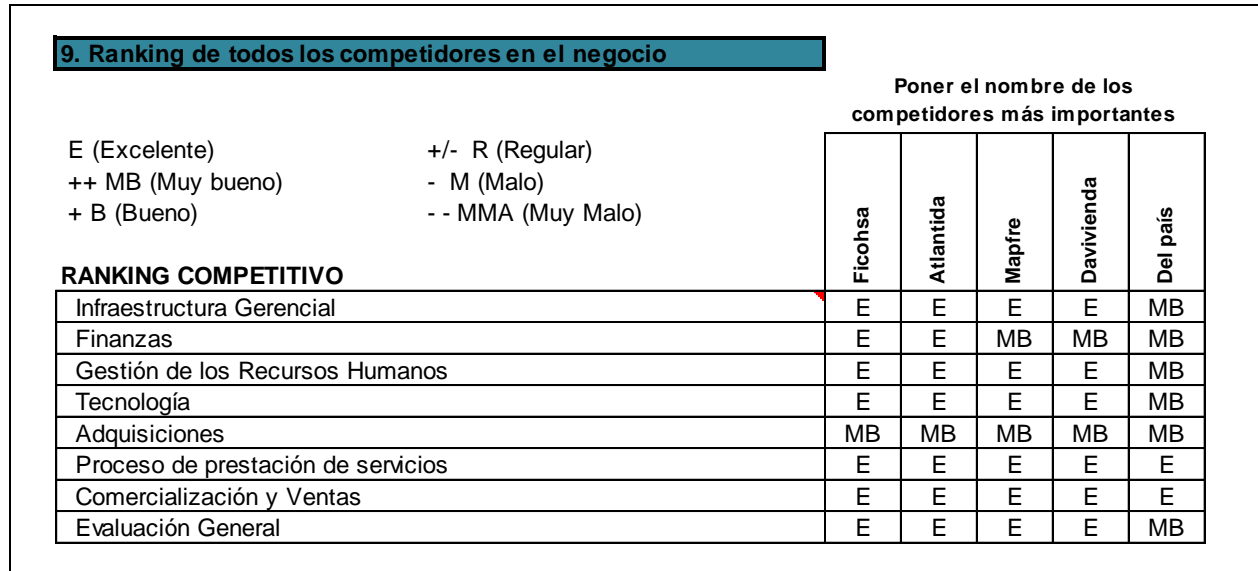 9. Ranking de todos los competidores en el negocio
Poner el nombre de los
competidores más importantes
E (Excelente) +/- R (Regular)
++ MB (Muy bueno) - M (Malo)
+ B (Bueno) - - MMA (Muy Malo)
RANKING COMPETITIVO Ficohsa Atlantida Mapfre Davivienda Del país
Infraestructura Gerencial E E E E MB
Finanzas E E MB MB MB
Gestión de los Recursos Humanos E E E E MB
Tecnología E E E E MB
Adquisiciones MB MB MB MB MB
Proceso de prestación de servicios E E E E E
Comercialización y Ventas E E E E E
Evaluación General E E E E MB